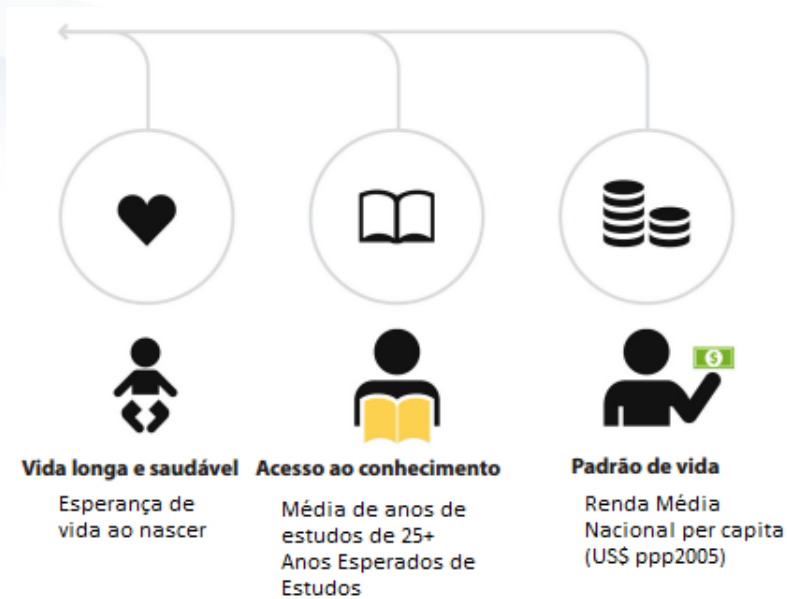 Vida longa e saudável
Esperança de
vida ao nascer
Acesso ao conhecimento
Média de anos de
estudos de 25+
Anos Esperados de
Estudos
$
Padrão de vida
Renda Média
Nacional per capita
(US$ ppp2005)